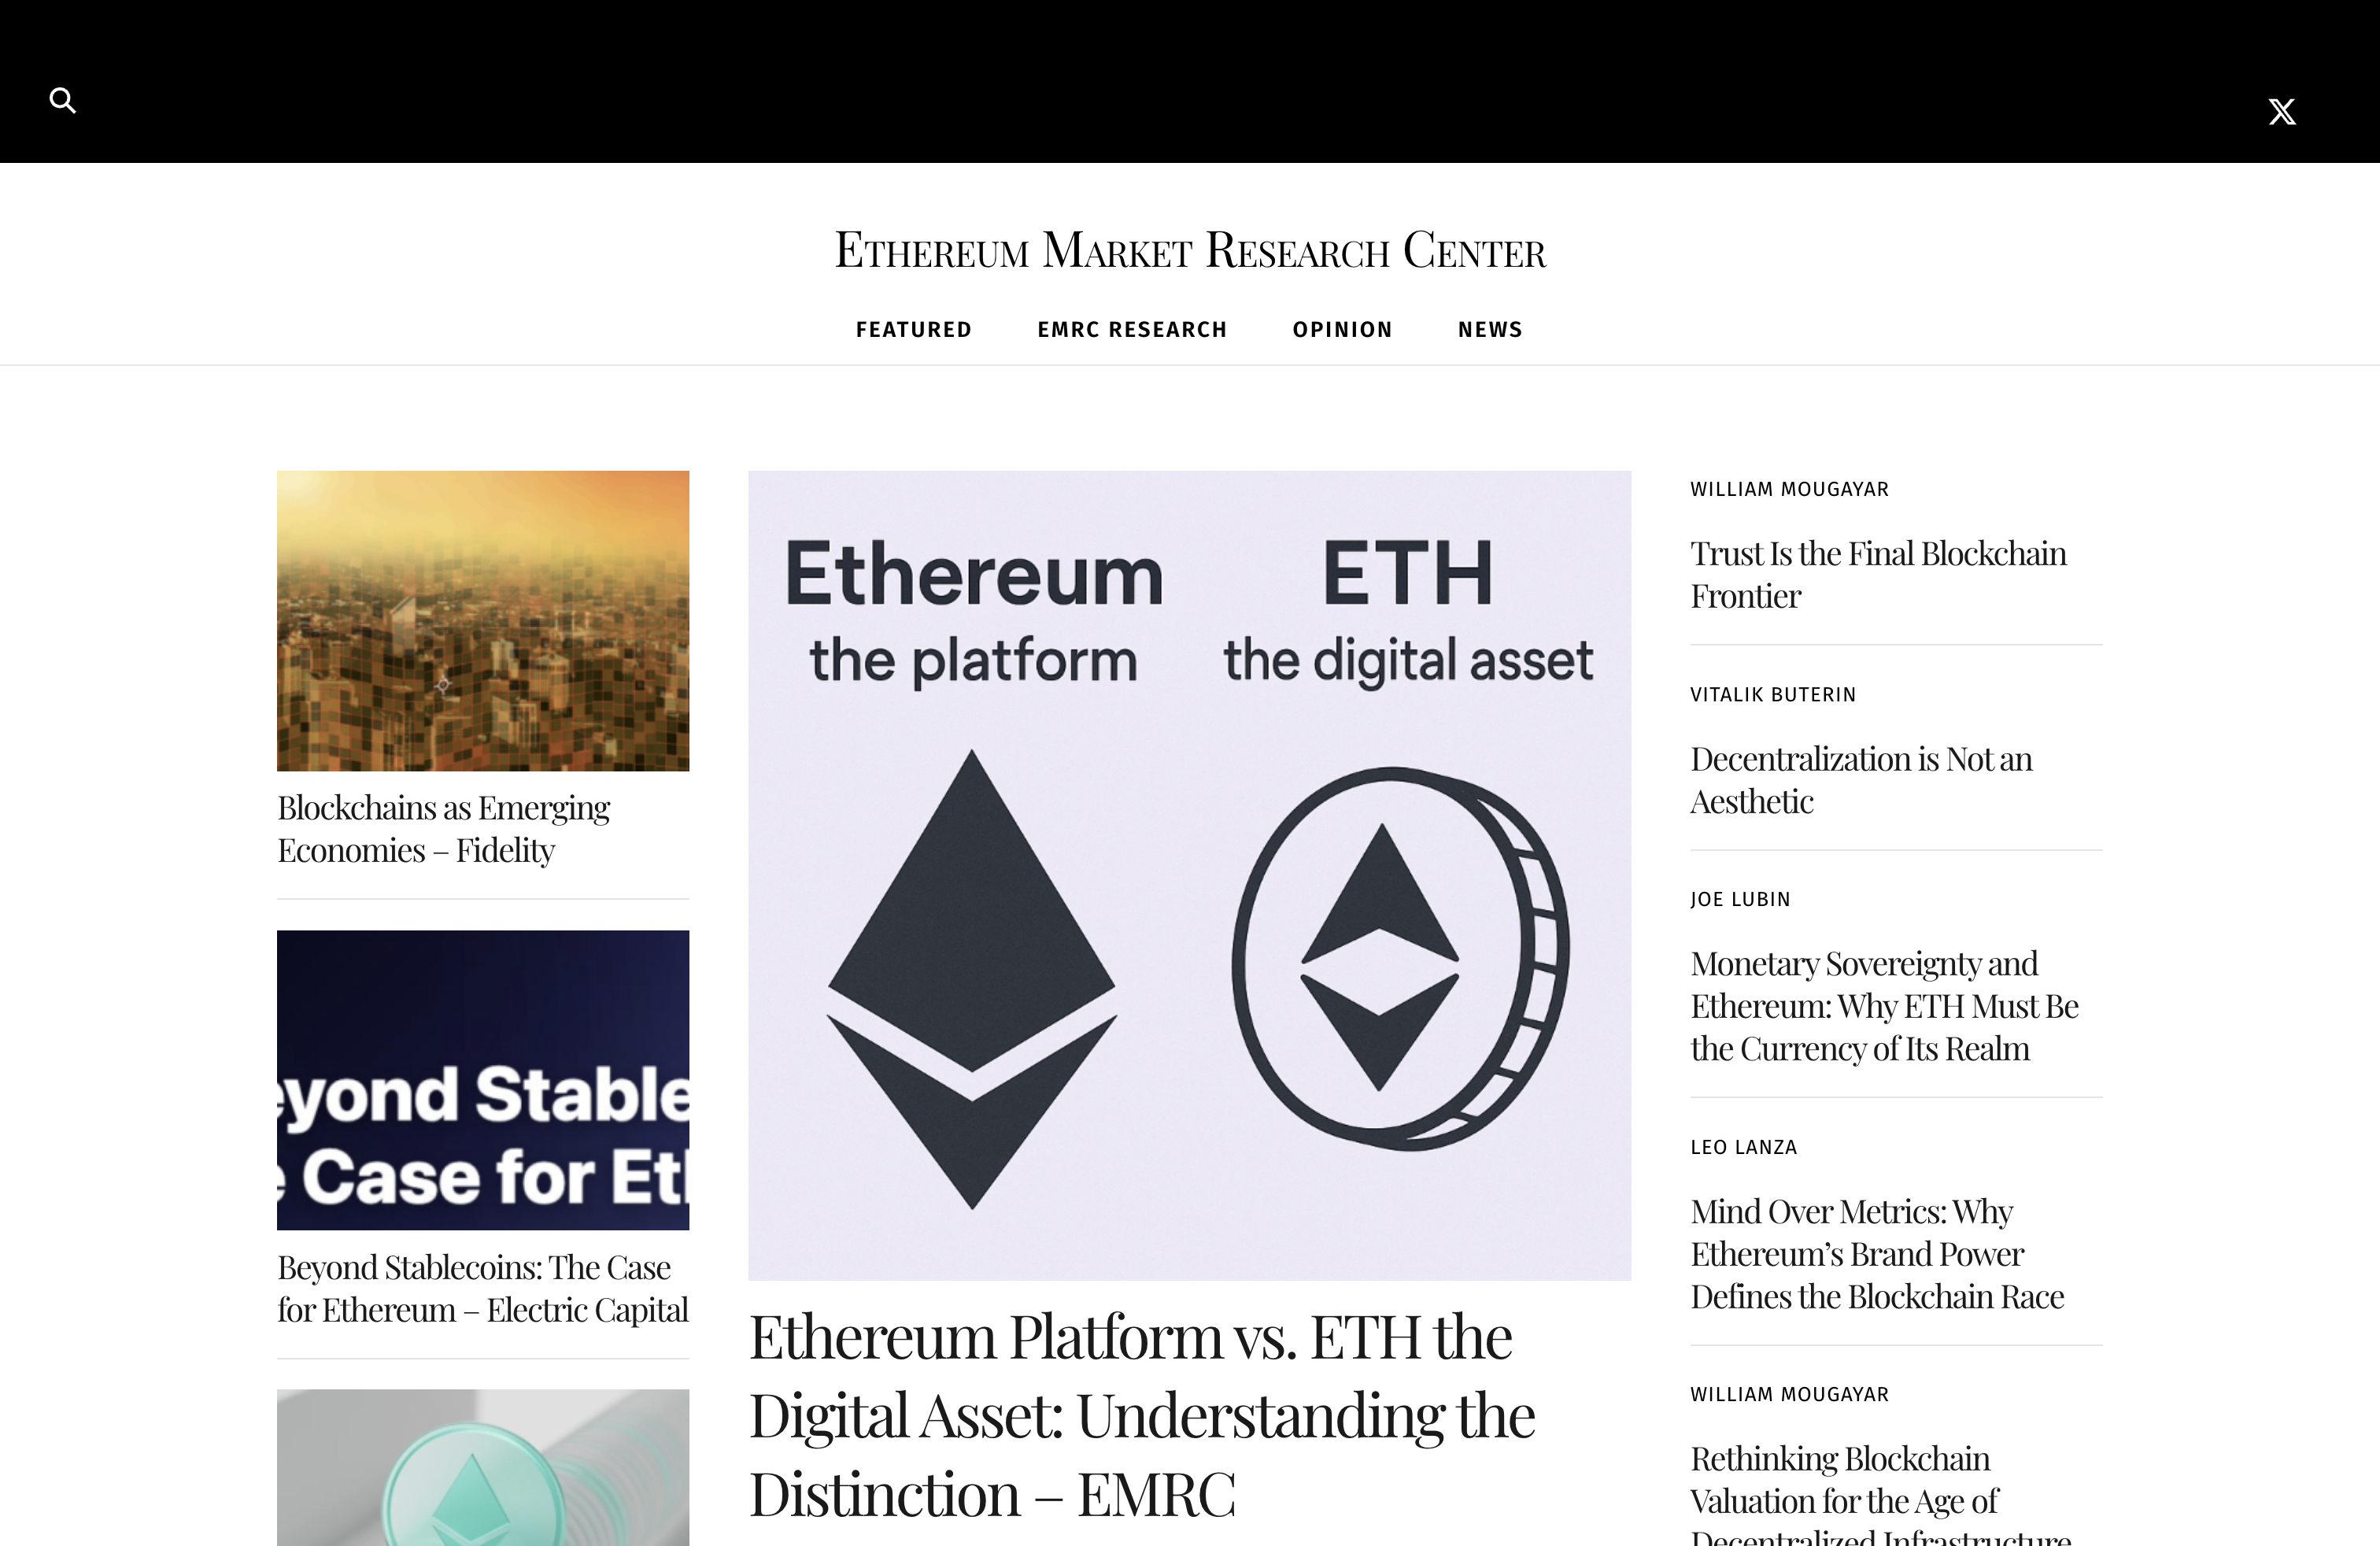 Ethereum Market Research Center
FEATURED EMRC RESEARCH OPINION NEWS
Blockchains as Emerging
Economies – Fidelity
eyond Stable
e Case for Eth
Beyond Stablecoins: The Case
for Ethereum – Electric Capital
Ethereum
the platform
ETH
the digital asset
Ethereum Platform vs. ETH the
Digital Asset: Understanding the
Distinction – EMRC
WILLIAM MOUGAYAR
Trust Is the Final Blockchain
Frontier
VITALIK BUTERIN
Decentralization is Not an
Aesthetic
JOE LUBIN
Monetary Sovereignty and
Ethereum: Why ETH Must Be
the Currency of Its Realm
LEO LANZA
Mind Over Metrics: Why
Ethereum’s Brand Power
Defines the Blockchain Race
WILLIAM MOUGAYAR
Rethinking Blockchain
Valuation for the Age of
Decentralized Infrastructure